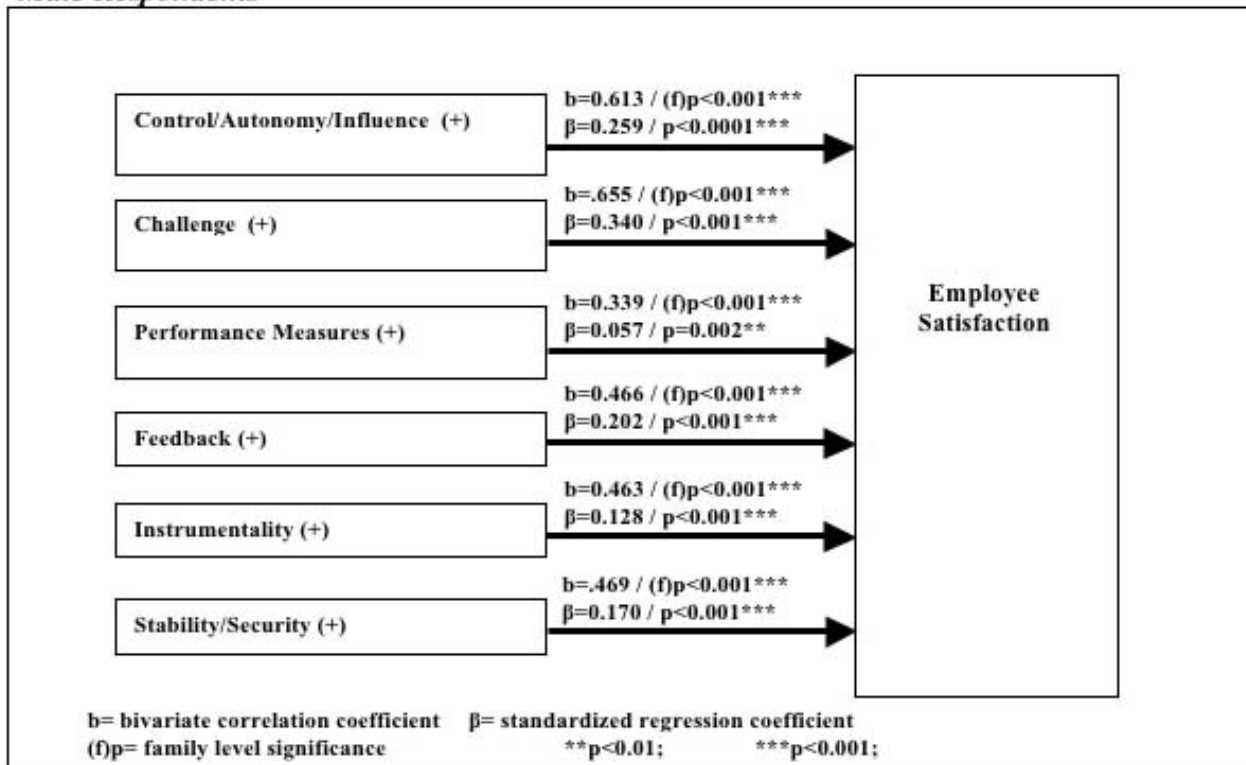 Control/Autonomy/Influence (+)
b=0.613 / (f)p<0.001***
β=0.259 / p<0.0001***
Challenge (+)
b=.655 / (f)p<0.001***
β=0.340 / p<0.001***
Performance Measures (+)
b=0.339 / (f)p<0.001***
β=0.057 / p=0.002**
Feedback (+)
b=0.466 / (f)p<0.001***
β=0.202 / p<0.001***
Instrumentality (+)
b=0.463 / (f)p<0.001***
β=0.128 / p<0.001***
Stability/Security (+)
b=.469 / (f)p<0.001***
β=0.170 / p<0.001***
Employee
Satisfaction
b= bivariate correlation coefficient β= standardized regression coefficient
(f)p= family level significance **p<0.01; ***p<0.001;